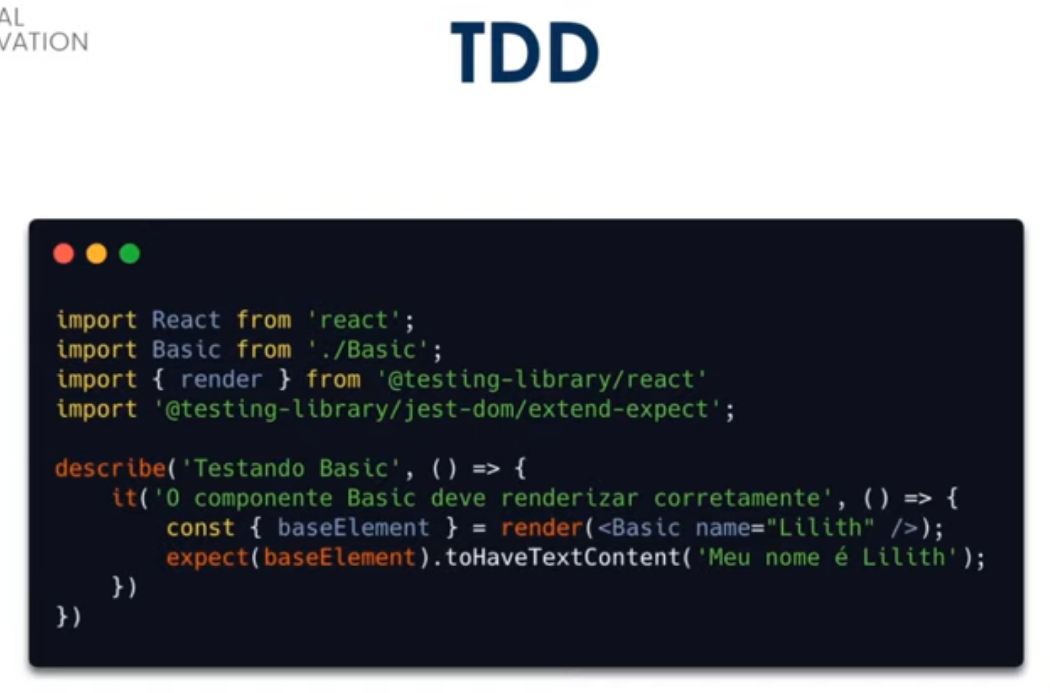 AL
VATION
TDD
import React from 'react';
import Basic from './Basic';
import { render } from '@testing-library/react'
import '@testing-library/jest-dom/extend-expect';
describe('Testando Basic', () => {
    it('O componente Basic deve renderizar corretamente', () => {
        const { baseElement } = render(<Basic name="Lilith" />);
        expect(baseElement).toHaveTextContent('Meu nome é Lilith');
    })
})